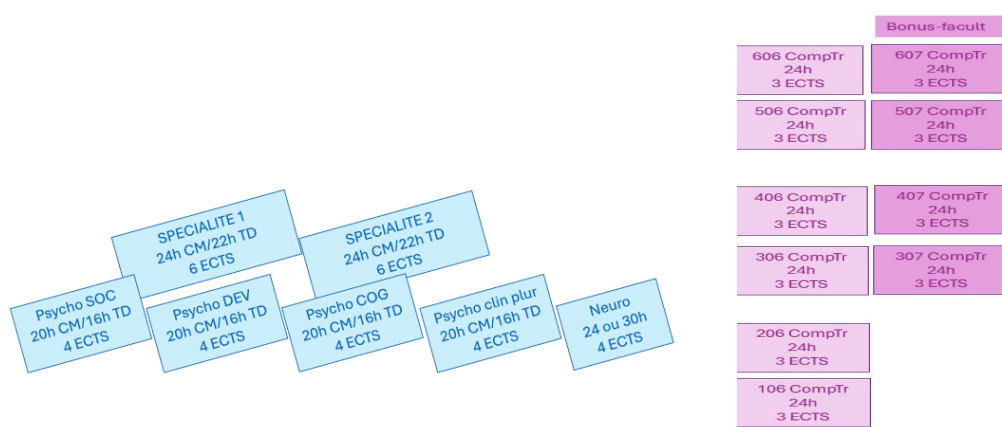 SPECIALITE 1
24h CM/22h TD
6 ECTS
SPECIALITE 2
24h CM/22h TD
6 ECTS
Psycho SOC
20h CM/16h TD
4 ECTS
Psycho DEV
20h CM/16h TD
4 ECTS
Psycho COG
20h CM/16h TD
4 ECTS
Psycho clin plur
20h CM/16h TD
4 ECTS
Neuro
24 ou 30h
4 ECTS
Bonus-facult
606 CompTr
24h
3 ECTS
607 CompTr
24h
3 ECTS
506 CompTr
24h
3 ECTS
507 CompTr
24h
3 ECTS
406 CompTr
24h
3 ECTS
407 CompTr
24h
3 ECTS
306 CompTr
24h
3 ECTS
307 CompTr
24h
3 ECTS
206 CompTr
24h
3 ECTS
106 CompTr
24h
3 ECTS